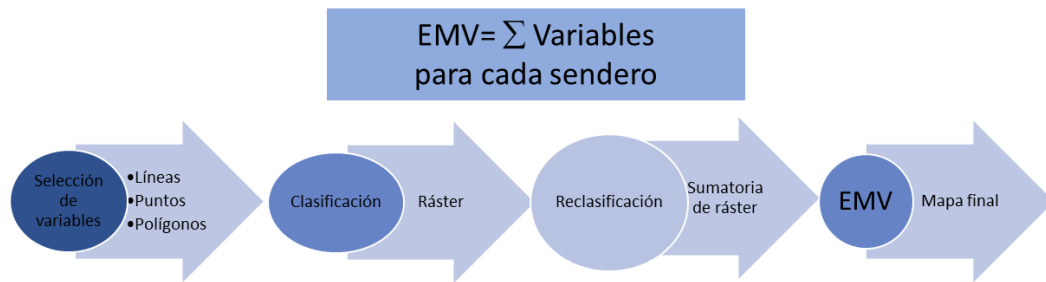 EMV= ∑ Variables
para cada sendero
Selección
de
variables
•Líneas
•Puntos
•Polígonos
Clasificación
Ráster
Reclasificación
Sumatoria
de ráster
EMV
Mapa final